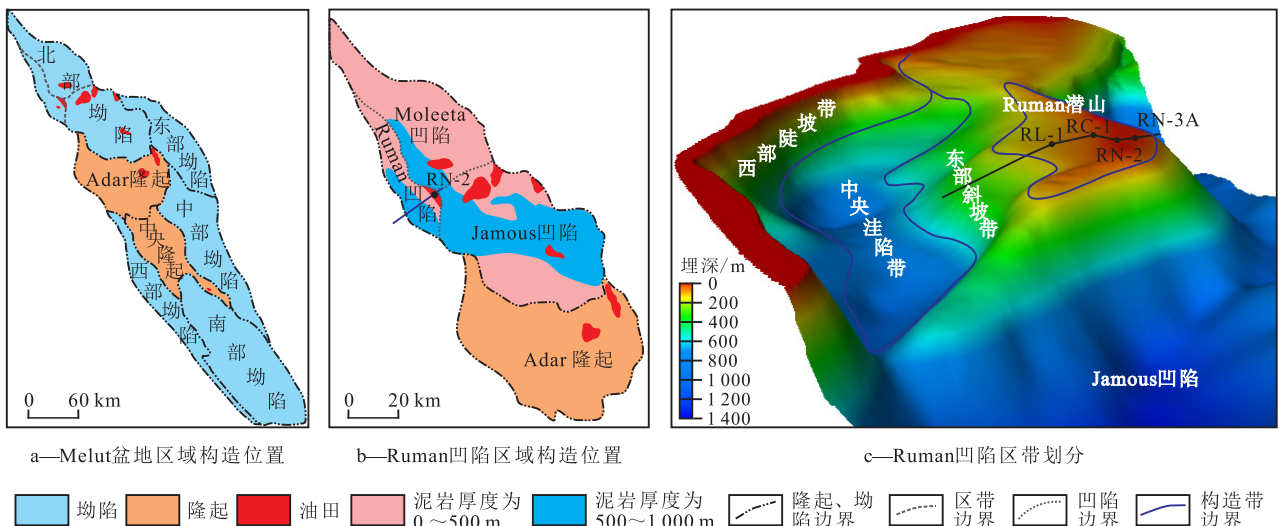 北部坳陷
东部坳陷
Adar隆起
中央隆起
中部坳陷
西部坳陷
南部坳陷
0 60 km
Moleeta
凹陷
Ruman凹陷
RN-2
Jamous凹陷
Adar 隆起
0 20 km
西部陡坡带
中央洼陷带
东部斜坡带
Ruman潜山
RL-1
RC-1
RN-2
RN-3A
Jamous凹陷
埋深/m
0
200
400
600
800
1 000
1 200
1 400
a—Melut盆地区域构造位置
b—Ruman凹陷区域构造位置
c—Ruman凹陷区带划分
坳陷
隆起
油田
泥岩厚度为
0～500 m
泥岩厚度为
500～1 000 m
隆起、坳
陷边界
区带
边界
凹陷
边界
构造带
边界